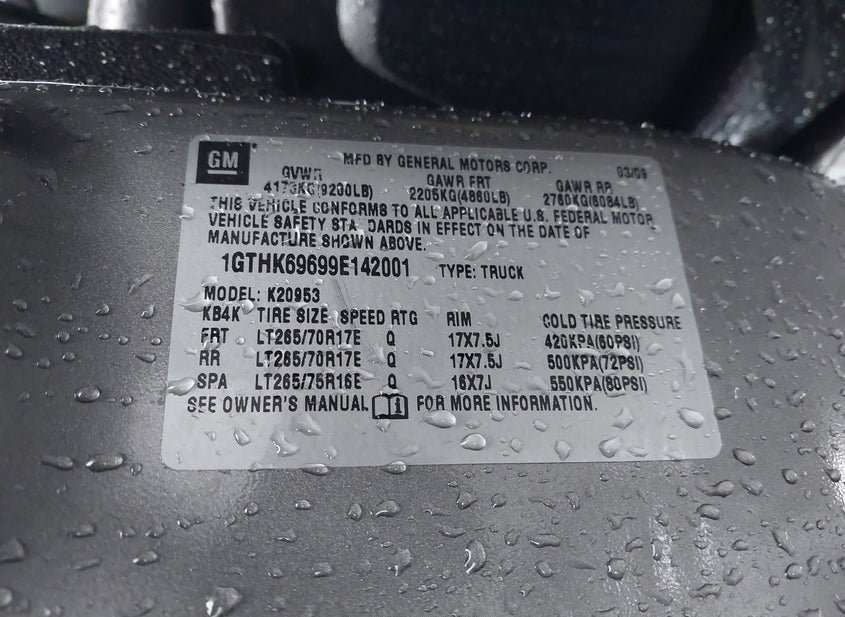 GM
MFD BY GENERAL MOTORS CORP. 03/09
GVWR GAWR FRT GAWR RR
4173KG(9200LB) 2205KG(4860LB) 2760KG(6084LB)
THIS VEHICLE CONFORMS TO ALL APPLICABLE U.S. FEDERAL MOTOR
VEHICLE SAFETY STA DARDS IN EFFECT ON THE DATE OF
MANUFACTURE SHOWN ABOVE.
1GTHK69699E142001 TYPE: TRUCK
MODEL: K20953
KB4K TIRE SIZE SPEED RTG RIM COLD TIRE PRESSURE
FRT LT265/70R17E Q 17X7.5J 420KPA(60PSI)
RR LT265/70R17E Q 17X7.5J 500KPA(72PSI)
SPA LT265/75R16E Q 16X7J 550KPA(80PSI)
SEE OWNER'S MANUAL FOR MORE INFORMATION.